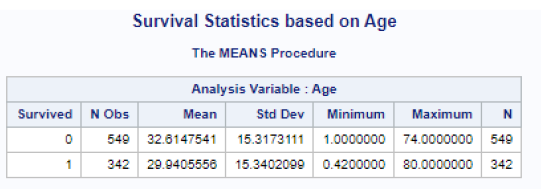 Survival Statistics based on Age
The MEANS Procedure
Analysis Variable : Age
Survived N Obs Mean Std Dev Minimum Maximum N
0 549 32.6147541 15.3173111 1.0000000 74.0000000 549
1 342 29.9405556 15.3402099 0.4200000 80.0000000 342